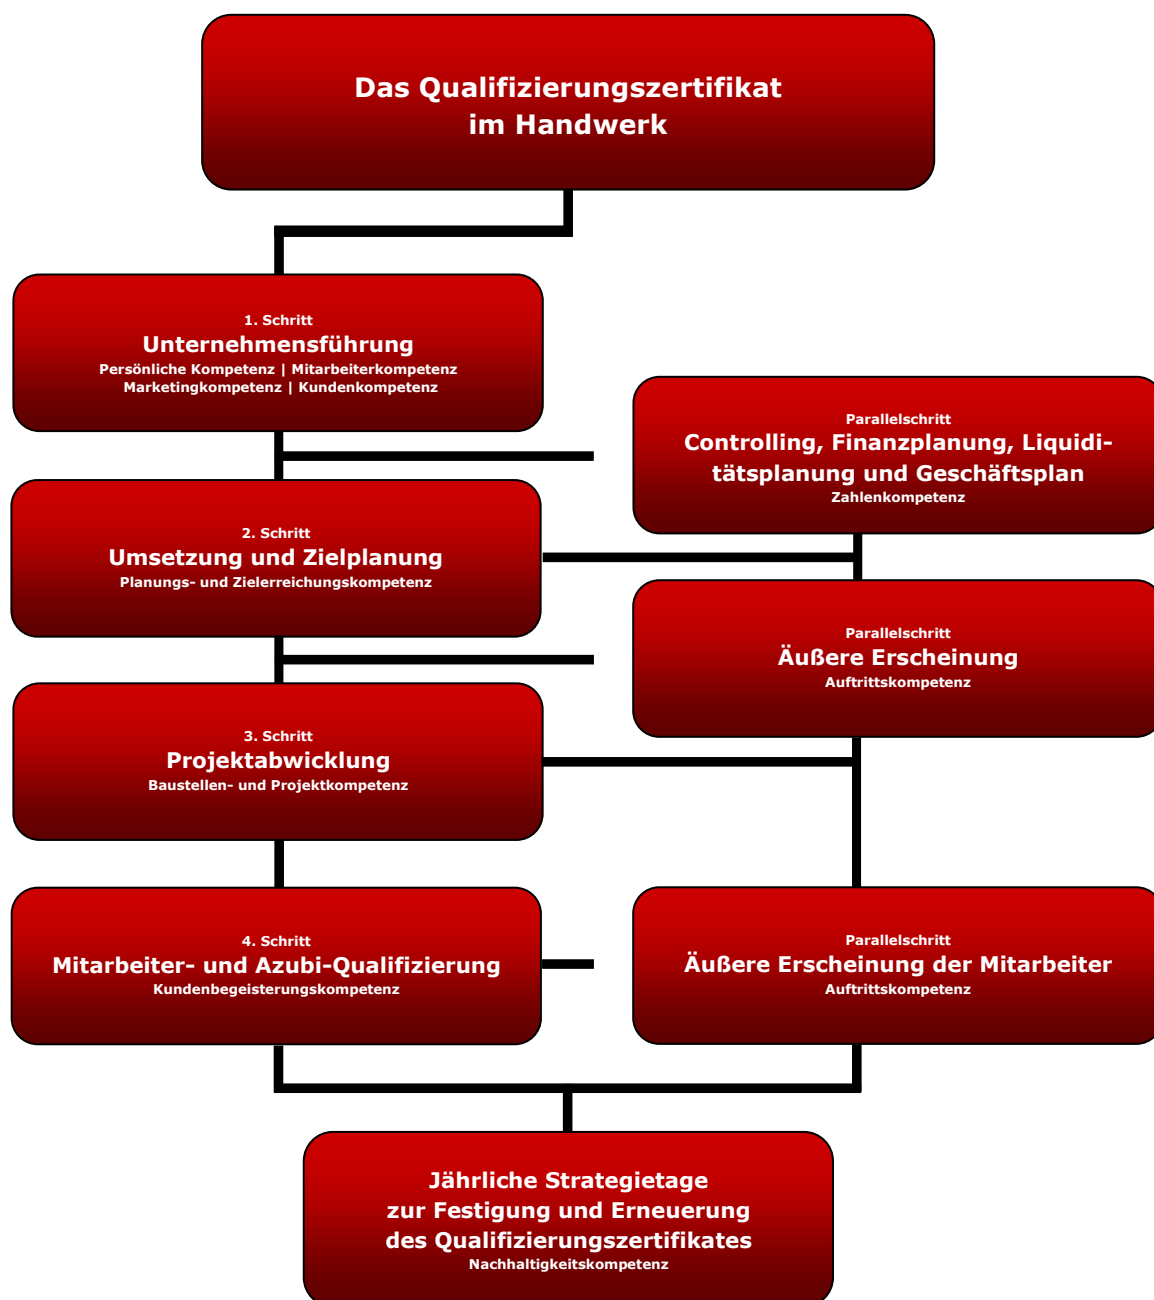 Das Qualifizierungszertifikat
im Handwerk
1. Schritt
Unternehmensführung
Persönliche Kompetenz | Mitarbeiterkompetenz
Marketingkompetenz | Kundenkompetenz
Parallelschritt
Controlling, Finanzplanung, Liquidi-
tätsplanung und Geschäftsplan
Zahlenkompetenz
2. Schritt
Umsetzung und Zielplanung
Planungs- und Zielerreichungskompetenz
Parallelschritt
Äußere Erscheinung
Auftrittskompetenz
3. Schritt
Projektabwicklung
Baustellen- und Projektkompetenz
4. Schritt
Mitarbeiter- und Azubi-Qualifizierung
Kundenbegeisterungskompetenz
Parallelschritt
Äußere Erscheinung der Mitarbeiter
Auftrittskompetenz
Jährliche Strategietage
zur Festigung und Erneuerung
des Qualifizierungszertifikates
Nachhaltigkeitskompetenz